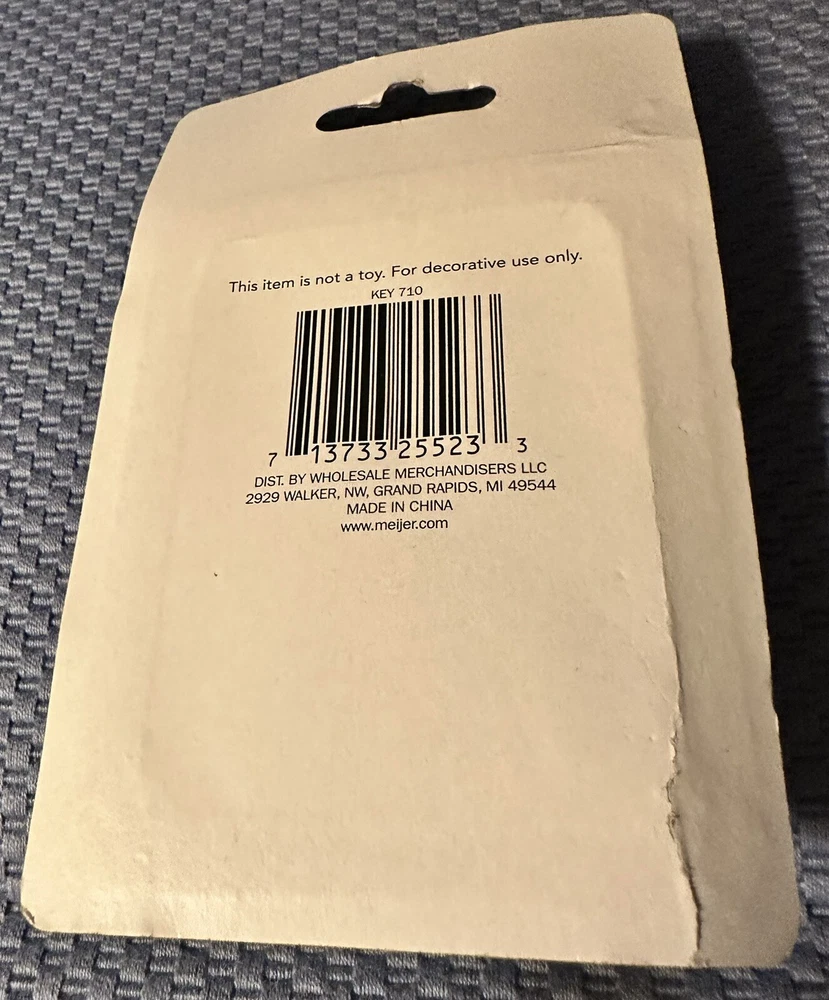 This item is not a toy. For decorative use only.
KEY 710
7 13733 25523 3
DIST. BY WHOLESALE MERCHANDISERS LLC
2929 WALKER, NW, GRAND RAPIDS, MI 49544
MADE IN CHINA
www.meijer.com